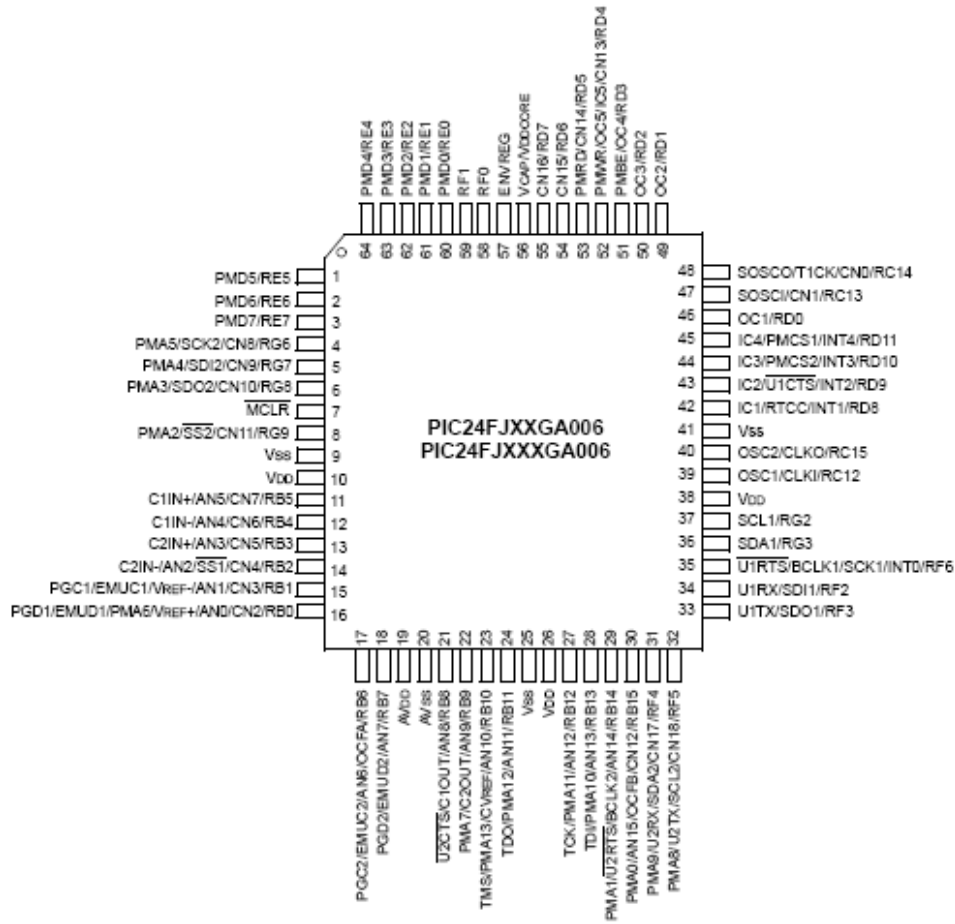 PMD4/RE4
PMD3/RE3
PMD2/RE2
PMD1/RE1
PMD0/RE0
RF1
RF0
ENVREG
VCAP/VDDCORE
CN16/RD7
CN15/RD6
PMRD/CN14/RD5
PMWR/OC5/IC5/CN13/RD4
PMBE/OC4/RD3
OC3/RD2
OC2/RD1
64 63 62 61 60 59 58 57 56 55 54 53 52 51 50 49
PMD5/RE5 1
PMD6/RE6 2
PMD7/RE7 3
PMA5/SCK2/CN8/RG6 4
PMA4/SDI2/CN9/RG7 5
PMA3/SDO2/CN10/RG8 6
MCLR 7
PMA2/SS2/CN11/RG9 8
VSS 9
VDD 10
C1IN+/AN5/CN7/RB5 11
C1IN-/AN4/CN6/RB4 12
C2IN+/AN3/CN5/RB3 13
C2IN-/AN2/SS1/CN4/RB2 14
PGC1/EMUC1/VREF-/AN1/CN3/RB1 15
PGD1/EMUD1/PMA6/VREF+/AN0/CN2/RB0 16
PIC24FJXXGA006
PIC24FJXXXGA006
48 SOSCO/T1CK/CN0/RC14
47 SOSCI/CN1/RC13
46 OC1/RD0
45 IC4/PMCS1/INT4/RD11
44 IC3/PMCS2/INT3/RD10
43 IC2/U1CTS/INT2/RD9
42 IC1/RTCC/INT1/RD8
41 Vss
40 OSC2/CLKO/RC15
39 OSC1/CLKI/RC12
38 VDD
37 SCL1/RG2
36 SDA1/RG3
35 U1RTS/BCLK1/SCK1/INT0/RF6
34 U1RX/SDI1/RF2
33 U1TX/SDO1/RF3
17 18 19 20 21 22 23 24 25 26 27 28 29 30 31 32
PGC2/EMUC2/AN6/OCFA/RB6
PGD2/EMUD2/AN7/RB7
AVDD
AVSS
U2CTS/C1OUT/AN8/RB8
PMA7/C2OUT/AN9/RB9
TMS/PMA13/CVREF/AN10/RB10
TDO/PMA12/AN11/RB11
VSS
VDD
TCK/PMA11/AN12/RB12
TDI/PMA10/AN13/RB13
PMA1/U2RTS/BCLK2/AN14/RB14
PMA0/AN15/OCFB/CN12/RB15
PMA9/U2RX/SDA2/CN17/RF4
PMA8/U2TX/SCL2/CN18/RF5